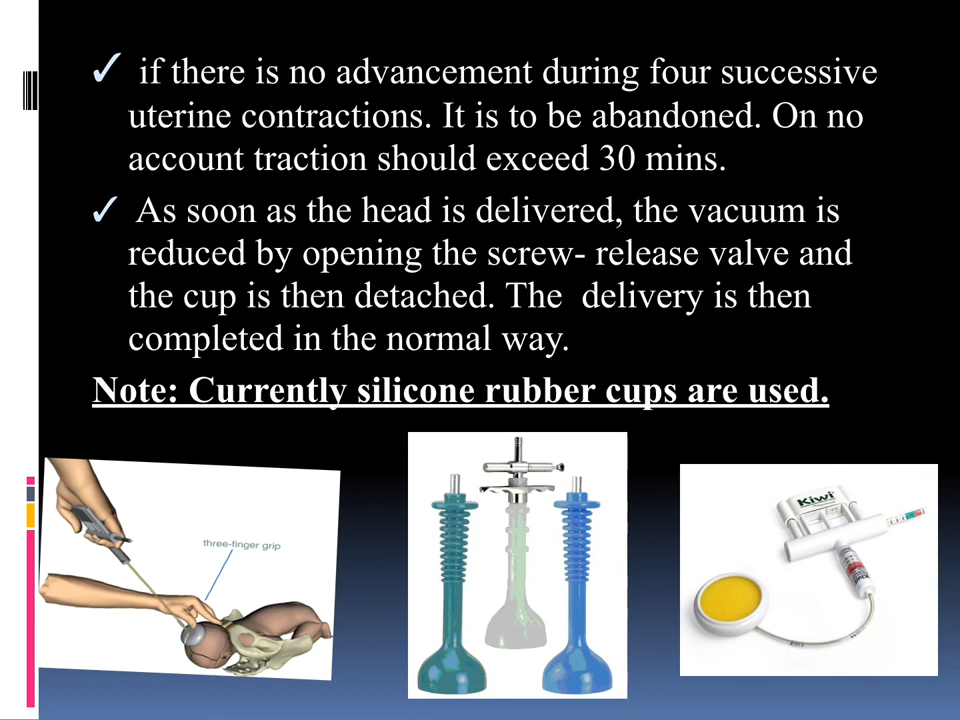 ✓ if there is no advancement during four successive
uterine contractions. It is to be abandoned. On no
account traction should exceed 30 mins.
✓ As soon as the head is delivered, the vacuum is
reduced by opening the screw- release valve and
the cup is then detached. The delivery is then
completed in the normal way.
Note: Currently silicone rubber cups are used.
three-finger grip
Kiwi